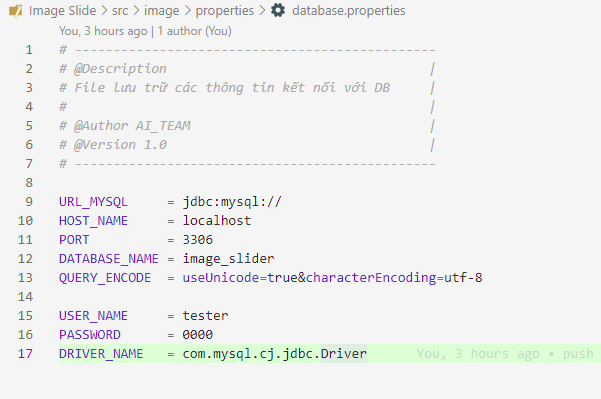 Image Slide > src > image > properties > database.properties
You, 3 hours ago | 1 author (You)
1 # -----------------------------------------------
2 # @Description |
3 # File lưu trữ các thông tin kết nối với DB |
4 # |
5 # @Author AI_TEAM |
6 # @Version 1.0 |
7 # -----------------------------------------------
8
9 URL_MYSQL = jdbc:mysql://
10 HOST_NAME = localhost
11 PORT = 3306
12 DATABASE_NAME = image_slider
13 QUERY_ENCODE = useUnicode=true&characterEncoding=utf-8
14
15 USER_NAME = tester
16 PASSWORD = 0000
17 DRIVER_NAME = com.mysql.cj.jdbc.Driver You, 3 hours ago • push